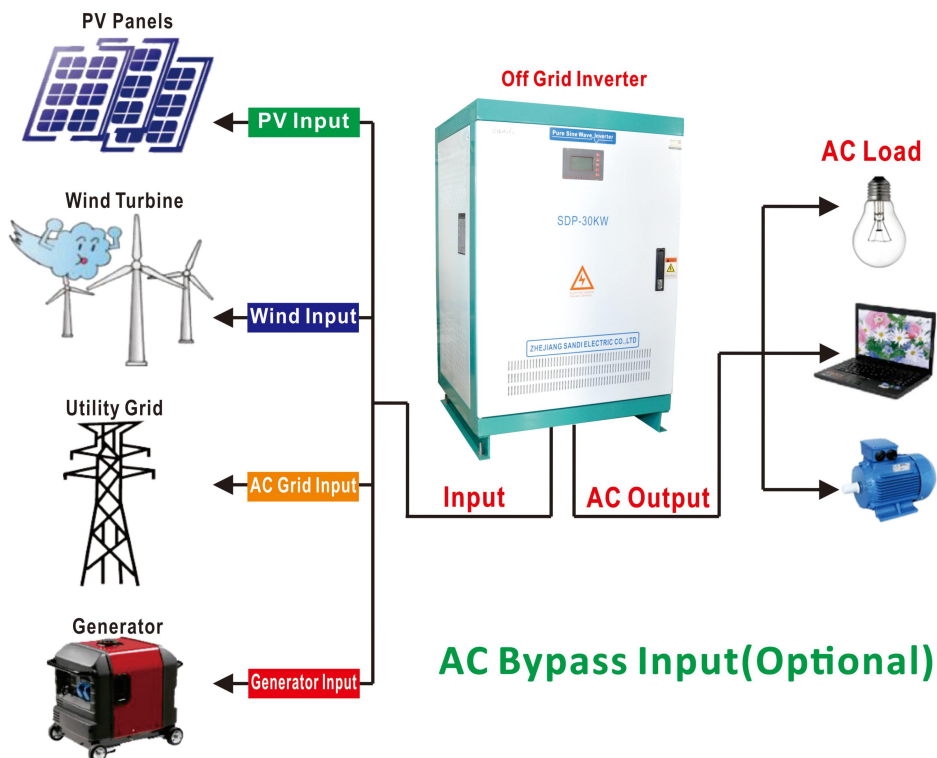 PV Panels
Off Grid Inverter
PV Input
Pure Sine Wave Inverter
AC Load
Wind Turbine
SDP-30KW
Wind Input
ZHEJIANG SANDI ELECTRIC CO.,LTD
Utility Grid
AC Grid Input
Input
AC Output
Generator
Generator Input
AC Bypass Input(Optional)